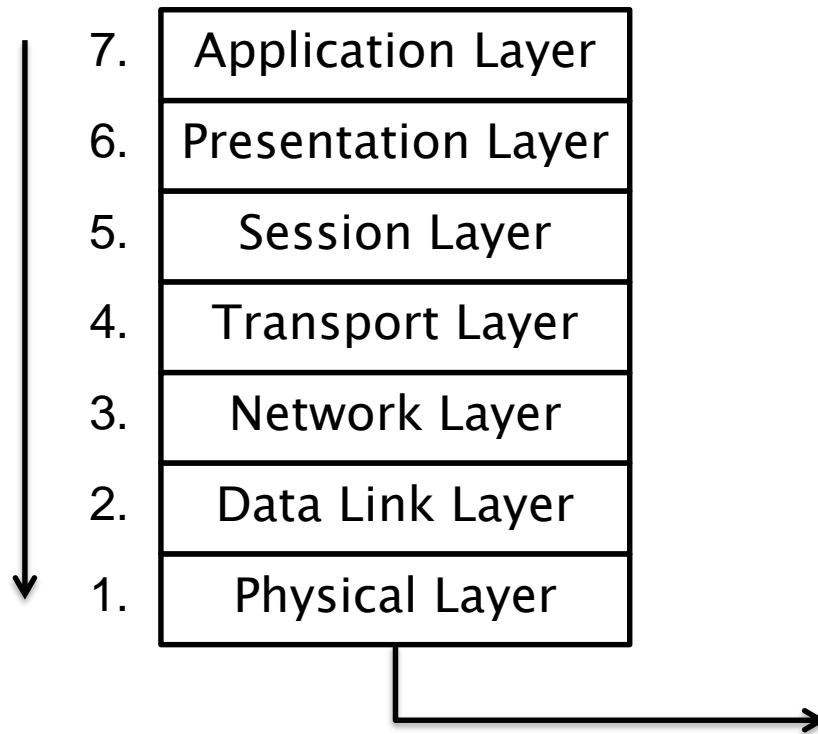 7. Application Layer
6. Presentation Layer
5. Session Layer
4. Transport Layer
3. Network Layer
2. Data Link Layer
1. Physical Layer